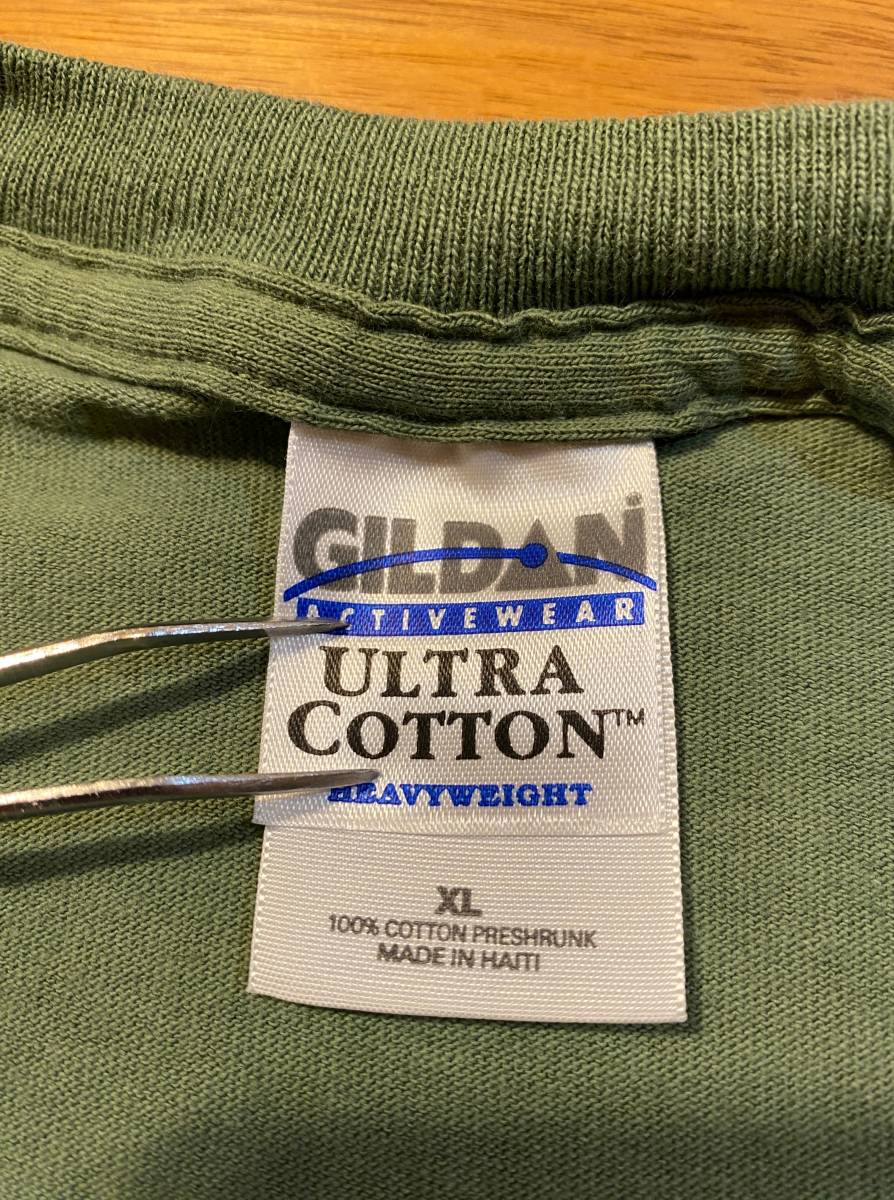 GILDAN®
ACTIVEWEAR
ULTRA
COTTON™
HEAVYWEIGHT
XL
100% COTTON PRESHRUNK
MADE IN HAITI